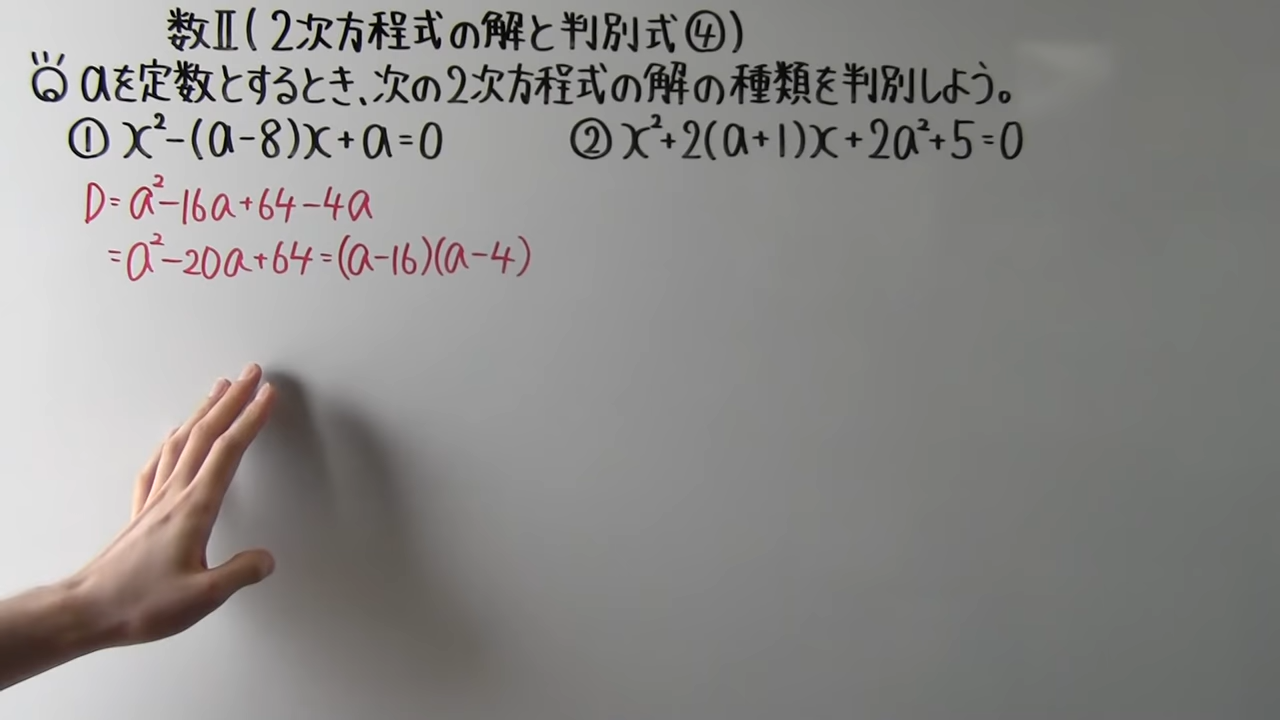 数Ⅱ(2次方程式の解と判別式④)
Q aを定数とするとき、次の2次方程式の解の種類を判別しよう。
① x²-(a-8)x+a=0 ② x²+2(a+1)x+2a²+5=0
D=a²-16a+64-4a
=a²-20a+64=(a-16)(a-4)